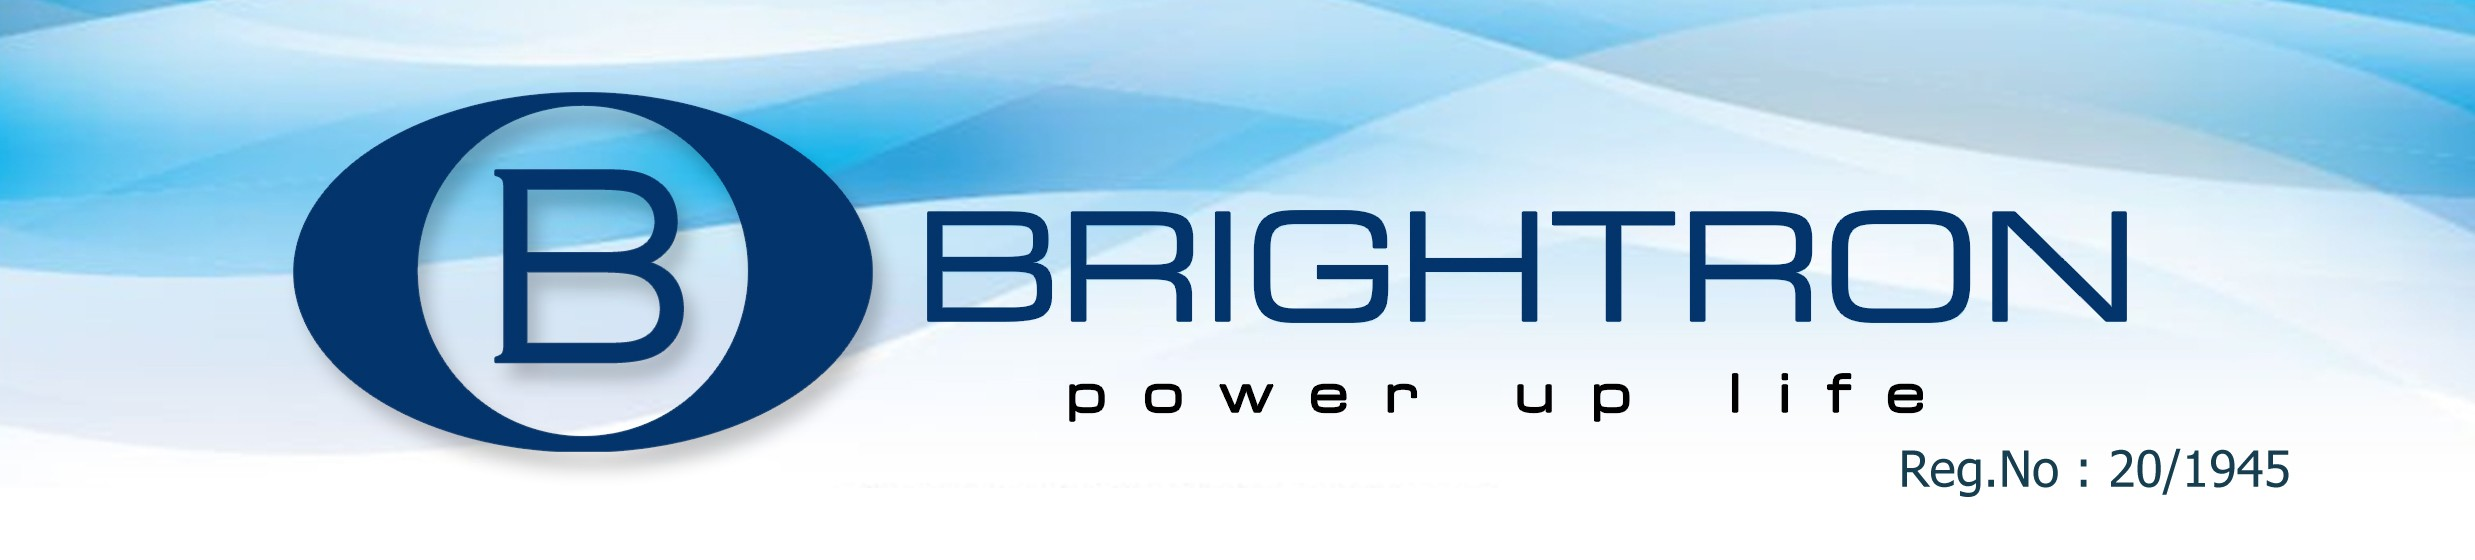 B
BRIGHTRON
power up life
Reg.No : 20/1945